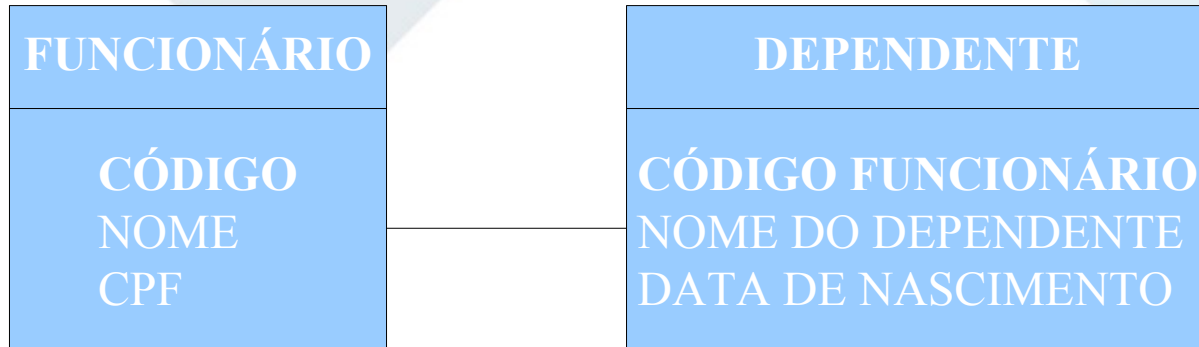 FUNCIONÁRIO
CÓDIGO
NOME
CPF
DEPENDENTE
CÓDIGO FUNCIONÁRIO
NOME DO DEPENDENTE
DATA DE NASCIMENTO